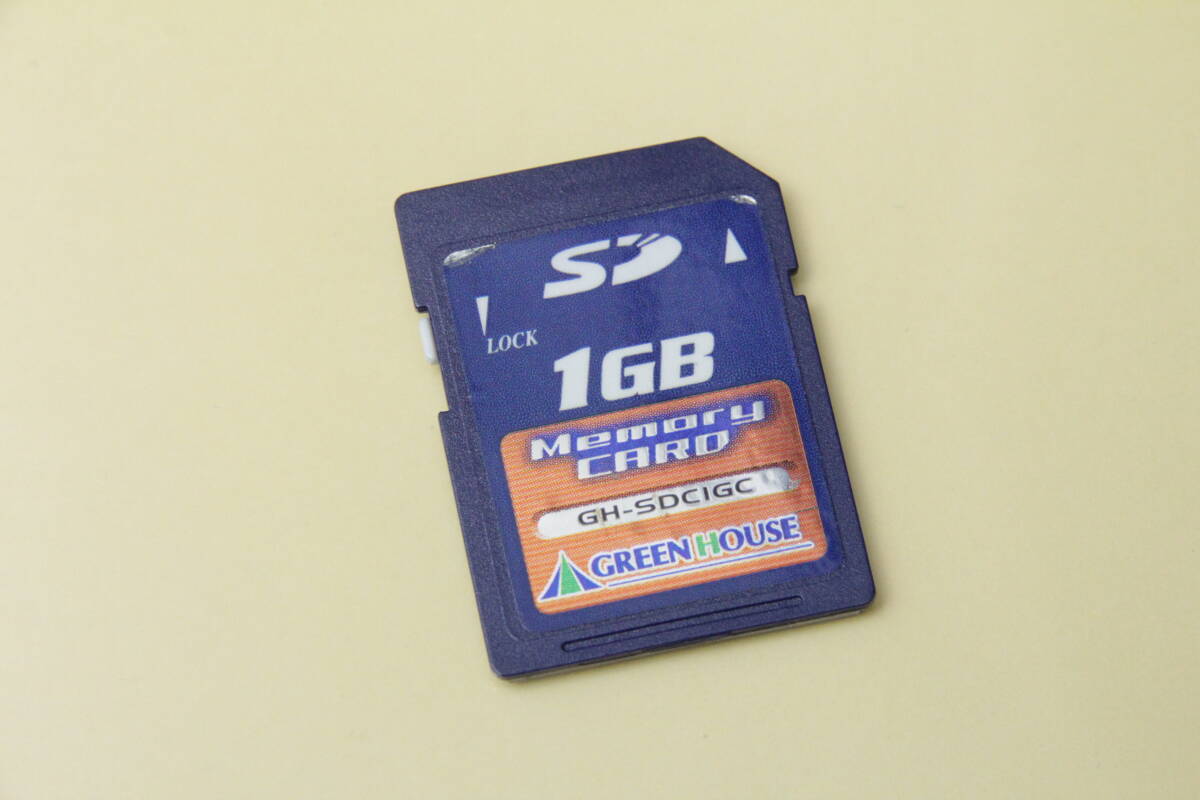 SD
LOCK
1GB
Memory
CARD
GH-SDC1GC
GREEN HOUSE